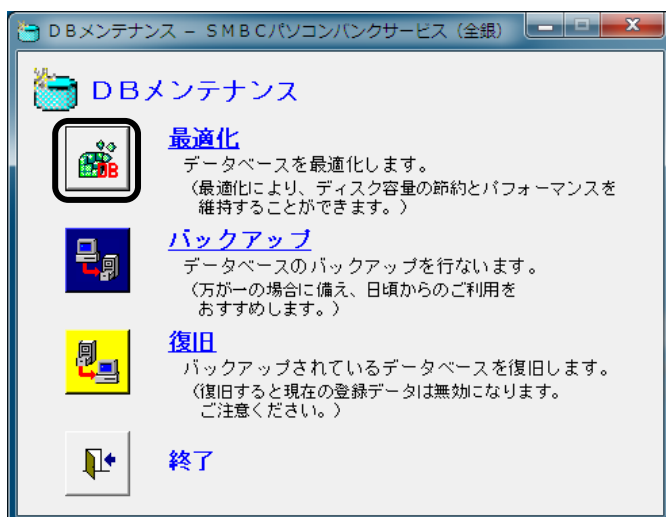 DBメンテナンス － SMBCパソコンバンクサービス（全銀）
DBメンテナンス
最適化
データベースを最適化します。
（最適化により、ディスク容量の節約とパフォーマンスを
維持することができます。）
DB
バックアップ
データベースのバックアップを行ないます。
（万が一の場合に備え、日頃からのご利用を
おすすめします。）
復旧
バックアップされているデータベースを復旧します。
（復旧すると現在の登録データは無効になります。
ご注意ください。）
終了